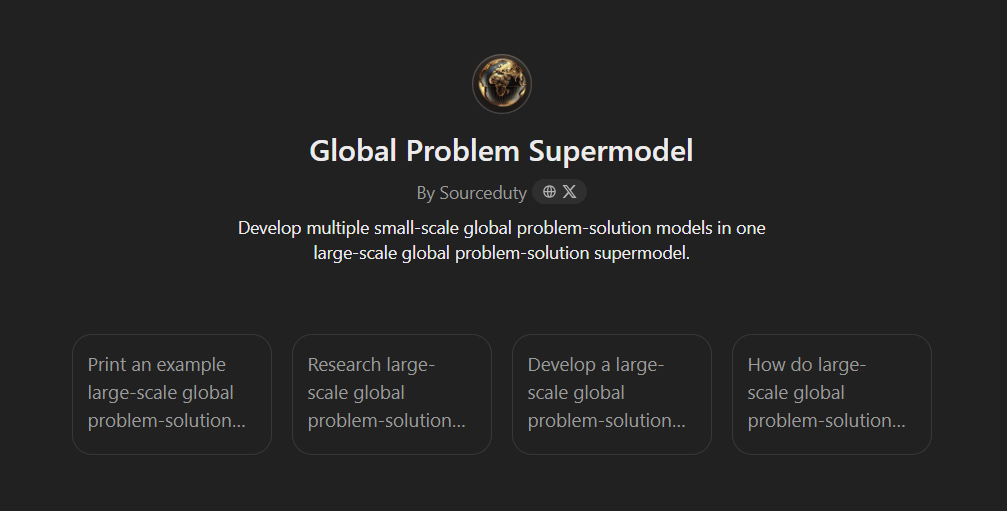 Global Problem Supermodel
By Sourceduty
Develop multiple small-scale global problem-solution models in one
large-scale global problem-solution supermodel.
Print an example
large-scale global
problem-solution...
Research large-
scale global
problem-solution...
Develop a large-
scale global
problem-solution...
How do large-
scale global
problem-solution...